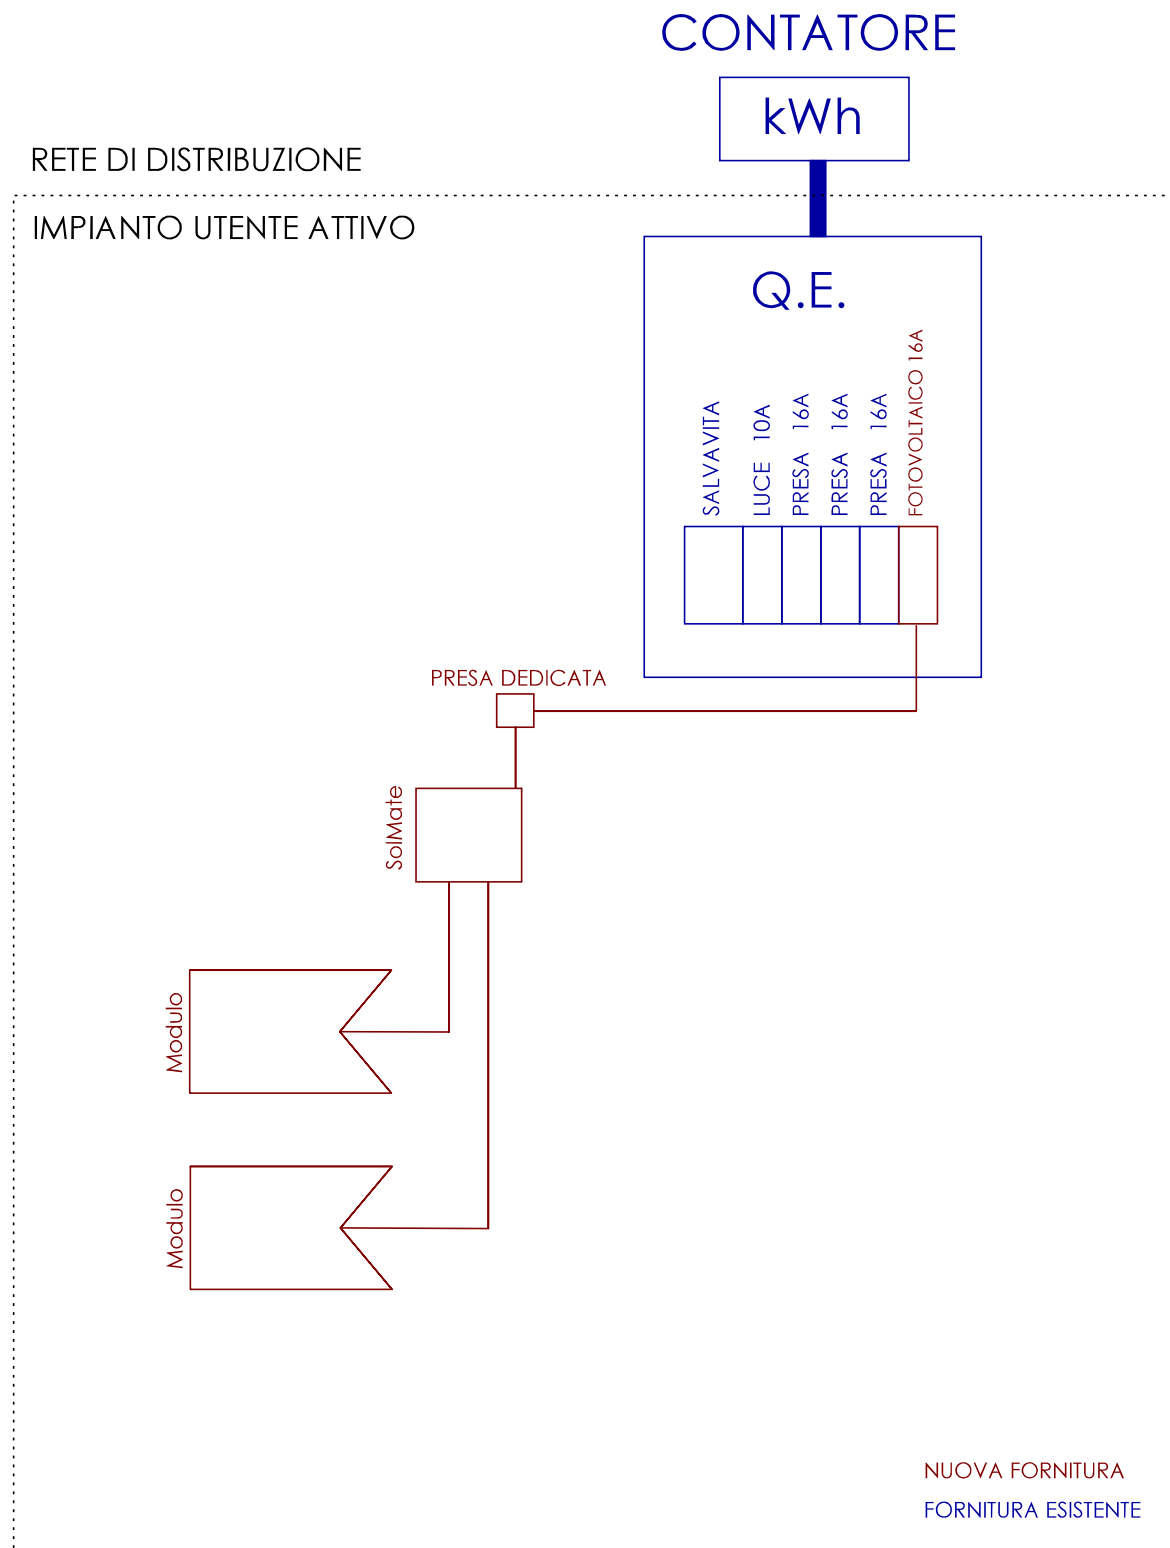 CONTATORE
kWh
RETE DI DISTRIBUZIONE
IMPIANTO UTENTE ATTIVO
Q.E.
SALVAVITA
LUCE 10A
PRESA 16A
PRESA 16A
PRESA 16A
FOTOVOLTAICO 16A
PRESA DEDICATA
SolMate
Modulo
Modulo
NUOVA FORNITURA
FORNITURA ESISTENTE